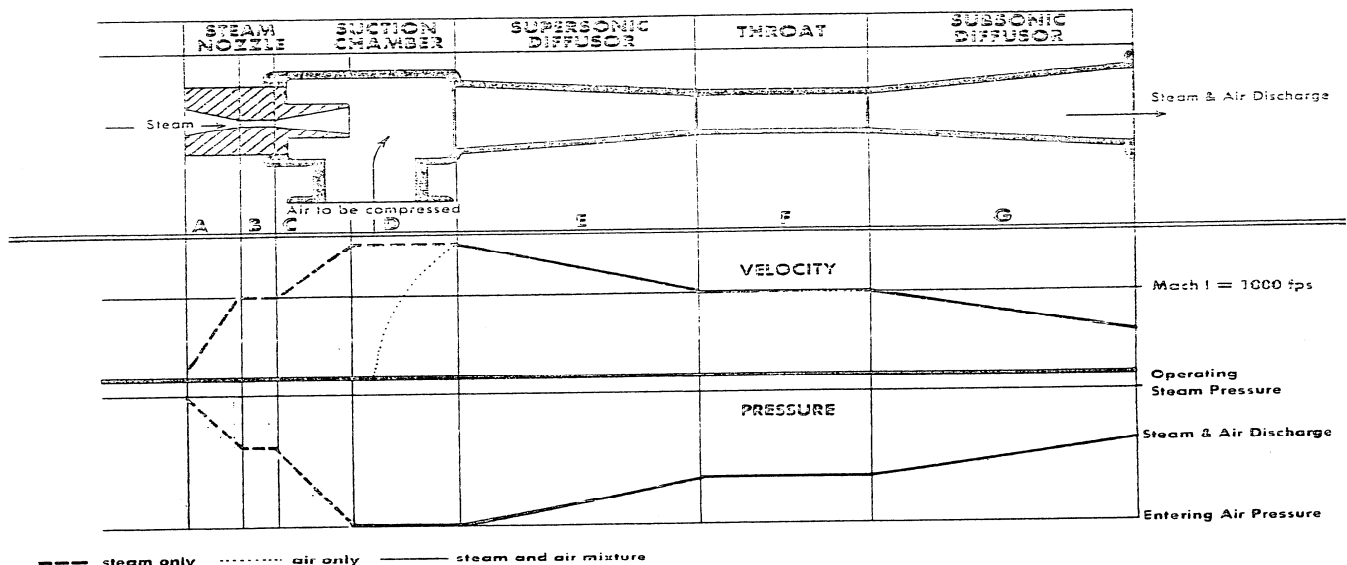 STEAM NOZZLE
SUCTION CHAMBER
SUPERSONIC DIFFUSOR
THROAT
SUBSONIC DIFFUSOR
Steam
Steam & Air Discharge
Air to be compressed
A B C D E F G
VELOCITY
Mach I = 1000 fps
Operating
Steam Pressure
PRESSURE
Steam & Air Discharge
Entering Air Pressure
steam only air only steam and air mixture